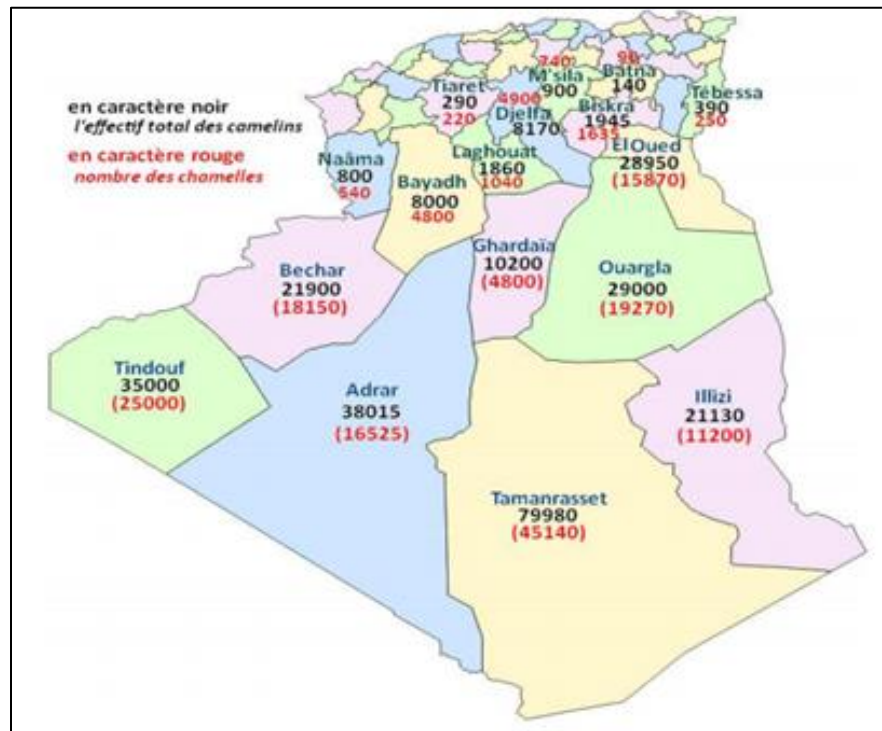 en caractère noir
l'effectif total des camelins
en caractère rouge
nombre des chamelles
740
M'sila
900
90
Batna
140
Tébessa
390
250
Tiaret
290
220
4900
Djelfa
8170
Biskra
1945
1635
El Oued
28950
(15870)
Naâma
800
540
Bayadh
8000
4800
Laghouat
1860
1040
Ghardaïa
10200
(4800)
Ouargla
29000
(19270)
Bechar
21900
(18150)
Tindouf
35000
(25000)
Adrar
38015
(16525)
Illizi
21130
(11200)
Tamanrasset
79980
(45140)